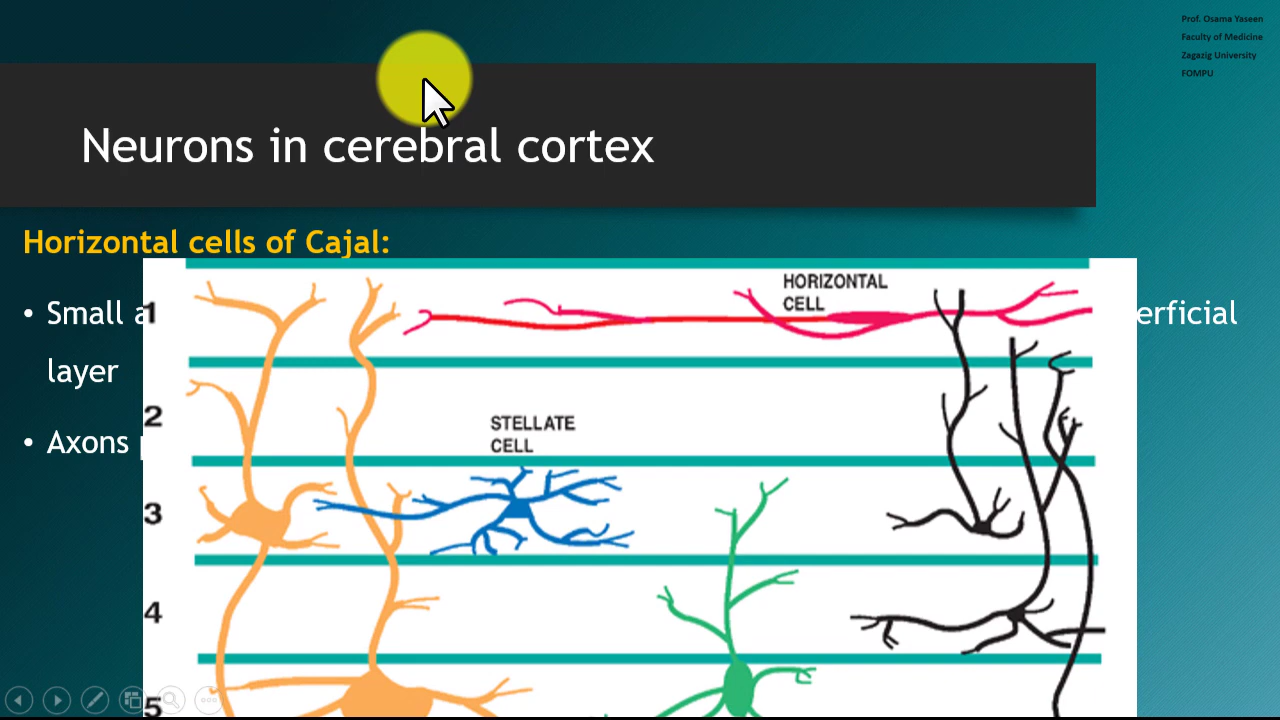 Prof. Osama Yaseen
Faculty of Medicine
Zagazig University
FOMPU
Neurons in cerebral cortex
Horizontal cells of Cajal:
• Small
layer
• Axons
HORIZONTAL
CELL
STELLATE
CELL
1
2
3
4
5